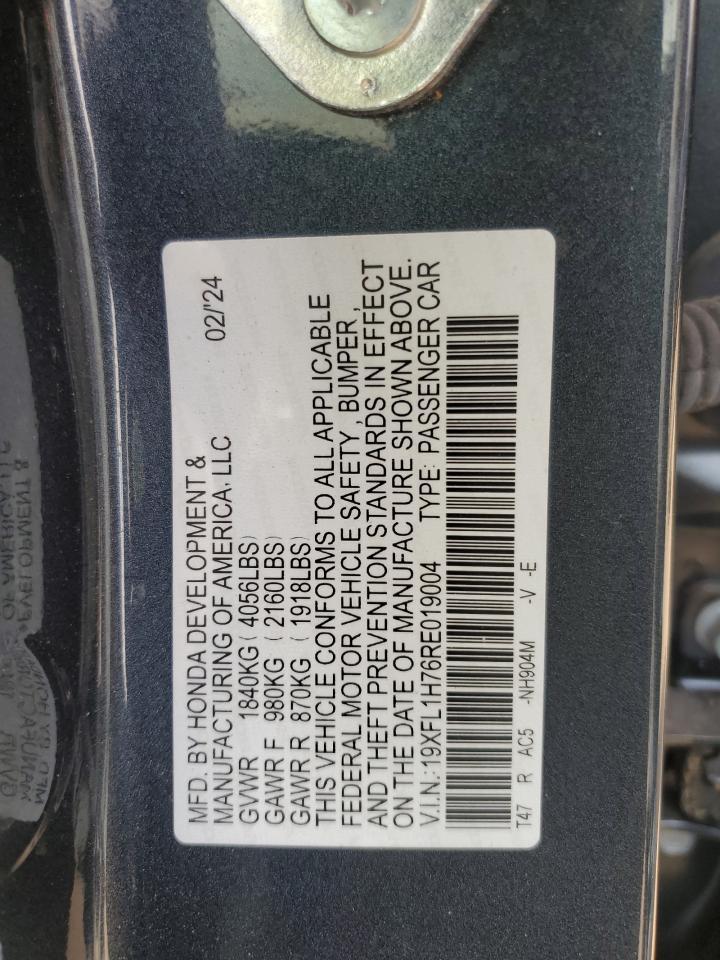 MFD. BY HONDA DEVELOPMENT &
MANUFACTURING OF AMERICA, LLC 02/'24
GVWR 1840KG ( 4056LBS)
GAWR F 980KG ( 2160LBS)
GAWR R 870KG ( 1918LBS)
THIS VEHICLE CONFORMS TO ALL APPLICABLE
FEDERAL MOTOR VEHICLE SAFETY, BUMPER,
AND THEFT PREVENTION STANDARDS IN EFFECT
ON THE DATE OF MANUFACTURE SHOWN ABOVE.
V.I.N.:19XFL1H76RE019004 TYPE: PASSENGER CAR
T47 R AC5 -NH904M -V -E